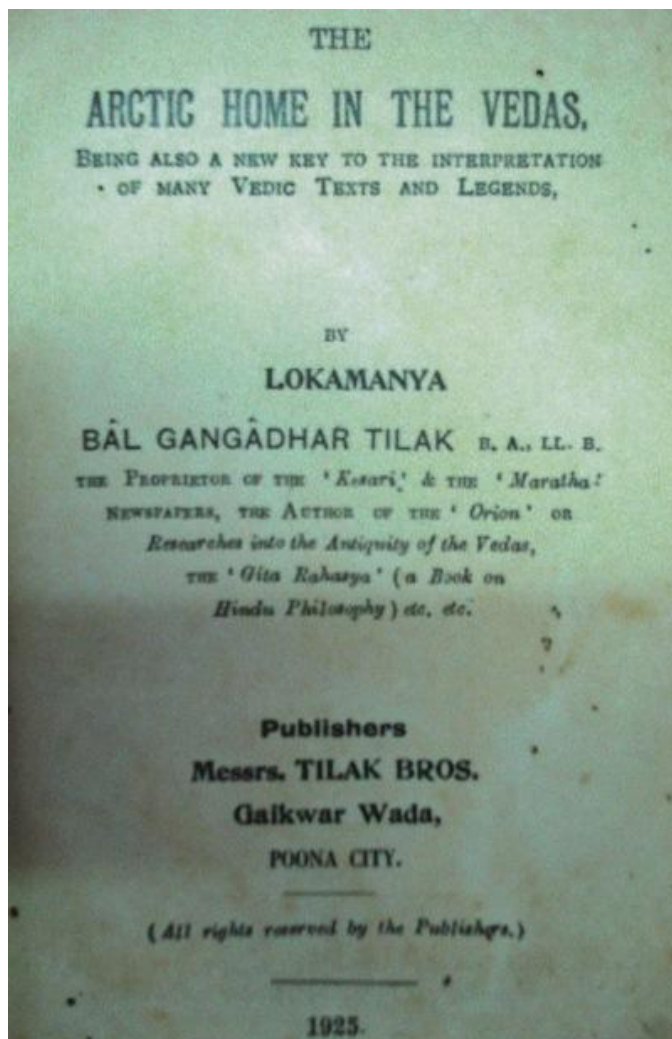 THE
ARCTIC HOME IN THE VEDAS,
BEING ALSO A NEW KEY TO THE INTERPRETATION
OF MANY VEDIC TEXTS AND LEGENDS,
BY
LOKAMANYA
BÂL GANGÂDHAR TILAK B. A., LL. B.
THE PROPRIETOR OF THE ‘Kesari’ & THE ‘Maratha’
NEWSPAPERS, THE AUTHOR OF THE ‘Orion’ OR
Researches into the Antiquity of the Vedas,
THE ‘Gita Rahasya’ (a Book on
Hindu Philosophy) etc. etc.
Publishers
Messrs. TILAK BROS.
Gaikwar Wada,
POONA CITY.
(All rights reserved by the Publishers.)
1925.